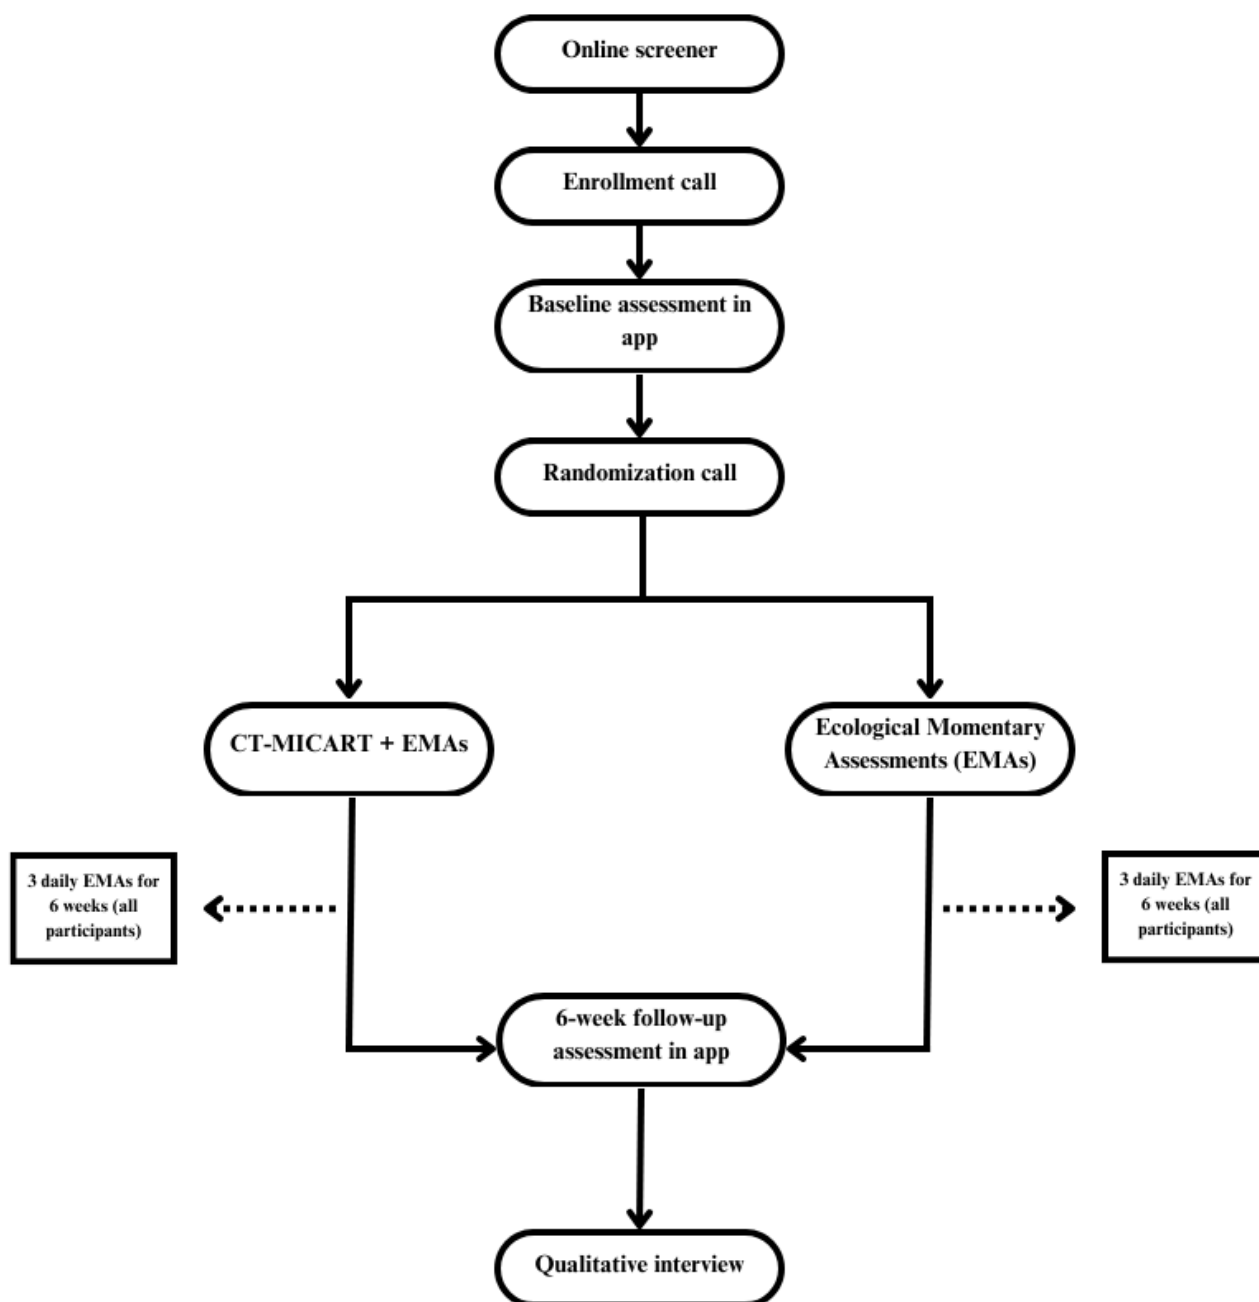 Online screener
Enrollment call
Baseline assessment in
app
Randomization call
CT-MICART + EMAs
Ecological Momentary
Assessments (EMAs)
3 daily EMAs for
6 weeks (all
participants)
3 daily EMAs for
6 weeks (all
participants)
6-week follow-up
assessment in app
Qualitative interview